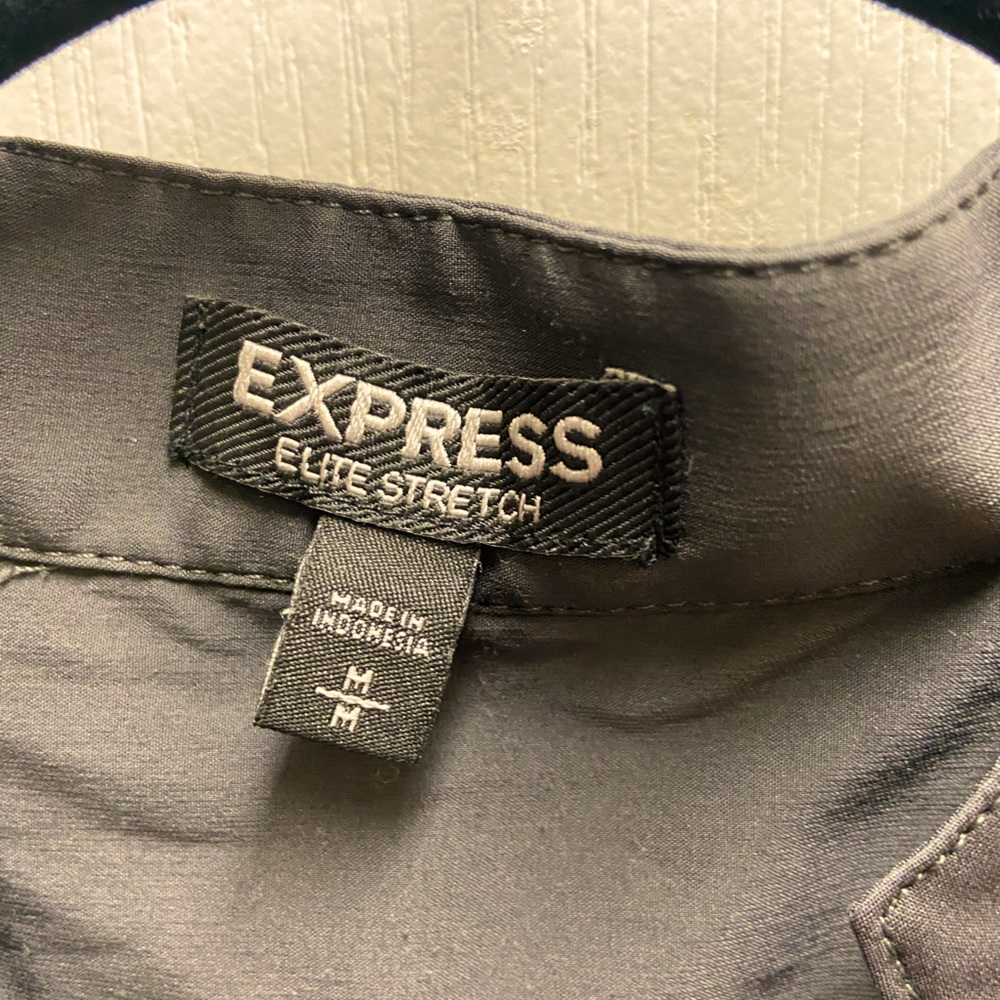 EXPRESS
ELITE STRETCH
MADE IN
INDONESIA
M
M